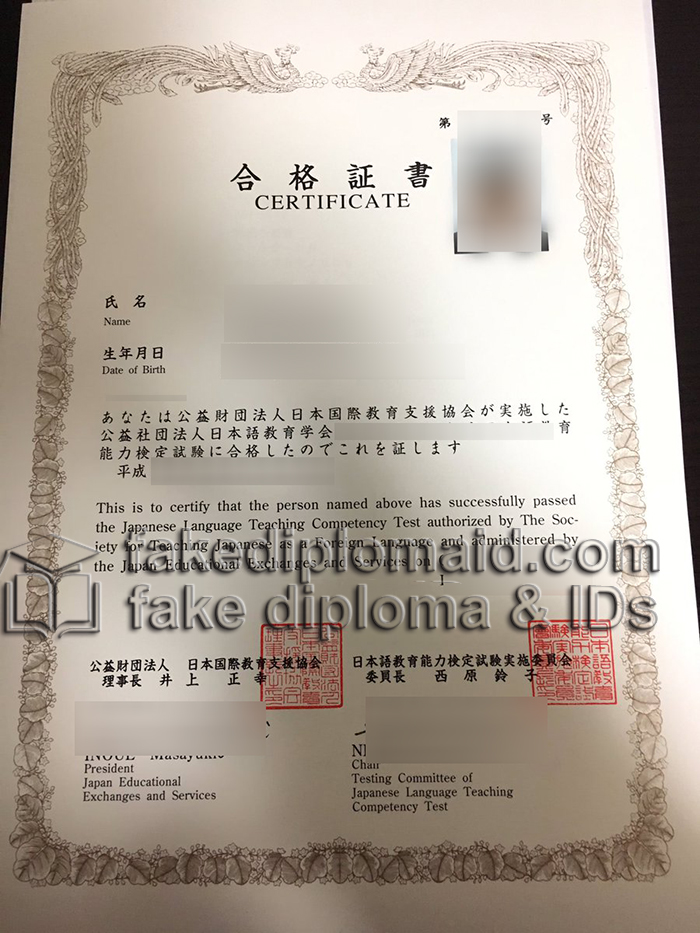 第 号
合格証書
CERTIFICATE
氏名
Name
生年月日
Date of Birth
あなたは公益財団法人日本国際教育支援協会が実施した
公益社団法人日本語教育学会 教育
能力検定試験に合格したのでこれを証します
平成
This is to certify that the person named above has successfully passed
the Japanese Language Teaching Competency Test authorized by The Soc-
iety for Teaching Japanese as a Foreign Language and administered by
the Japan Educational Exchanges and Services on
fakediplomaid.com
fake diploma & IDs
公益財団法人 日本国際教育支援協会
理事長 井上正幸
日本語教育能力検定試験実施委員会
委員長 西原鈴子
INOUE Masayuki
President
Japan Educational
Exchanges and Services
Chair
Testing Committee of
Japanese Language Teaching
Competency Test